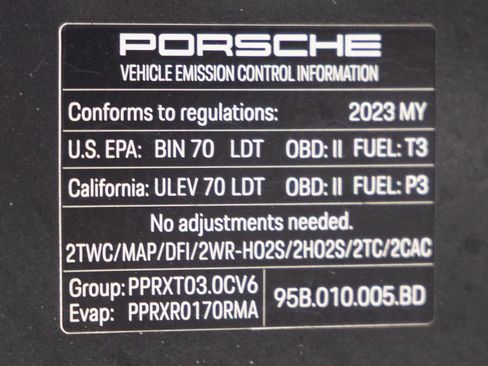 PORSCHE
VEHICLE EMISSION CONTROL INFORMATION
Conforms to regulations: 2023 MY
U.S. EPA: BIN 70 LDT OBD: II FUEL: T3
California: ULEV 70 LDT OBD: II FUEL: P3
No adjustments needed.
2TWC/MAP/DFI/2WR-HO2S/2HO2S/2TC/2CAC
Group: PPRXT03.0CV6
Evap: PPRXR0170RMA
95B.010.005.BD